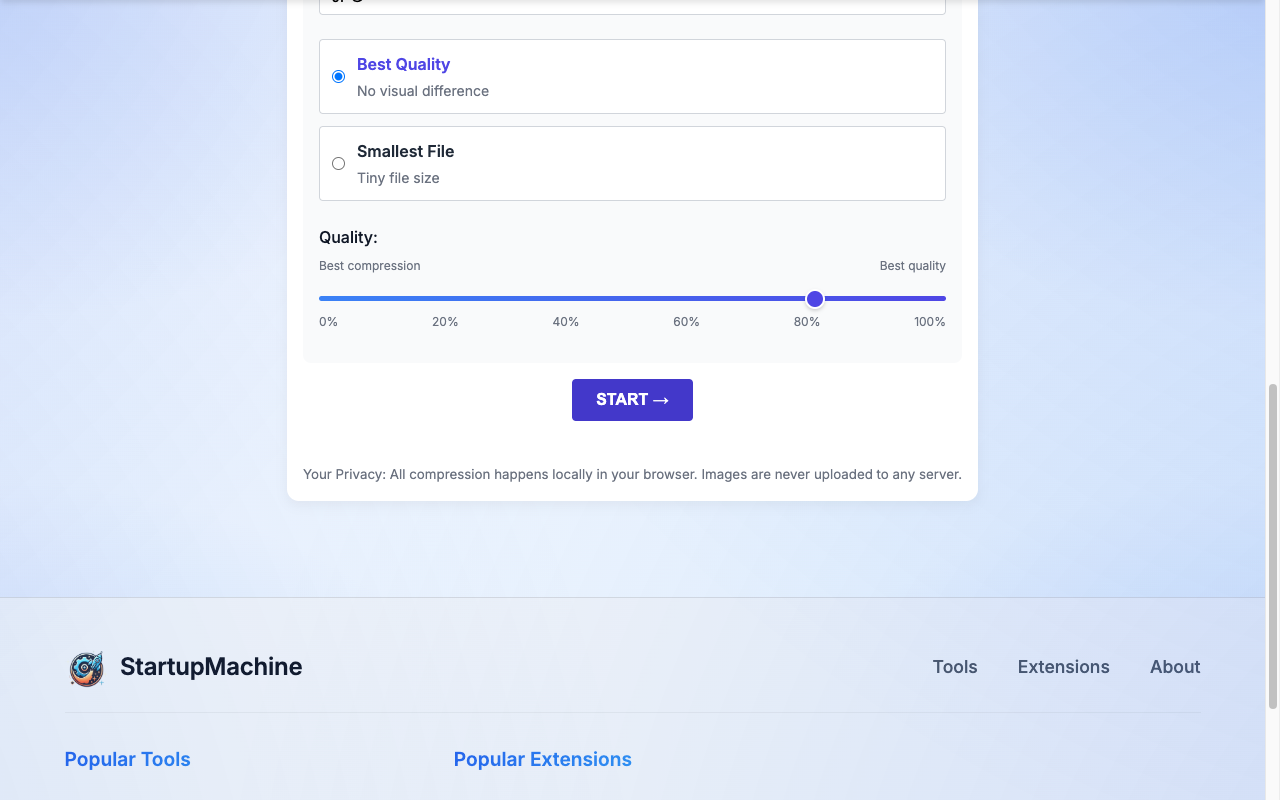 Best Quality
No visual difference
Smallest File
Tiny file size
Quality:
Best compression Best quality
0% 20% 40% 60% 80% 100%
START →
Your Privacy: All compression happens locally in your browser. Images are never uploaded to any server.
StartupMachine
Tools Extensions About
Popular Tools Popular Extensions